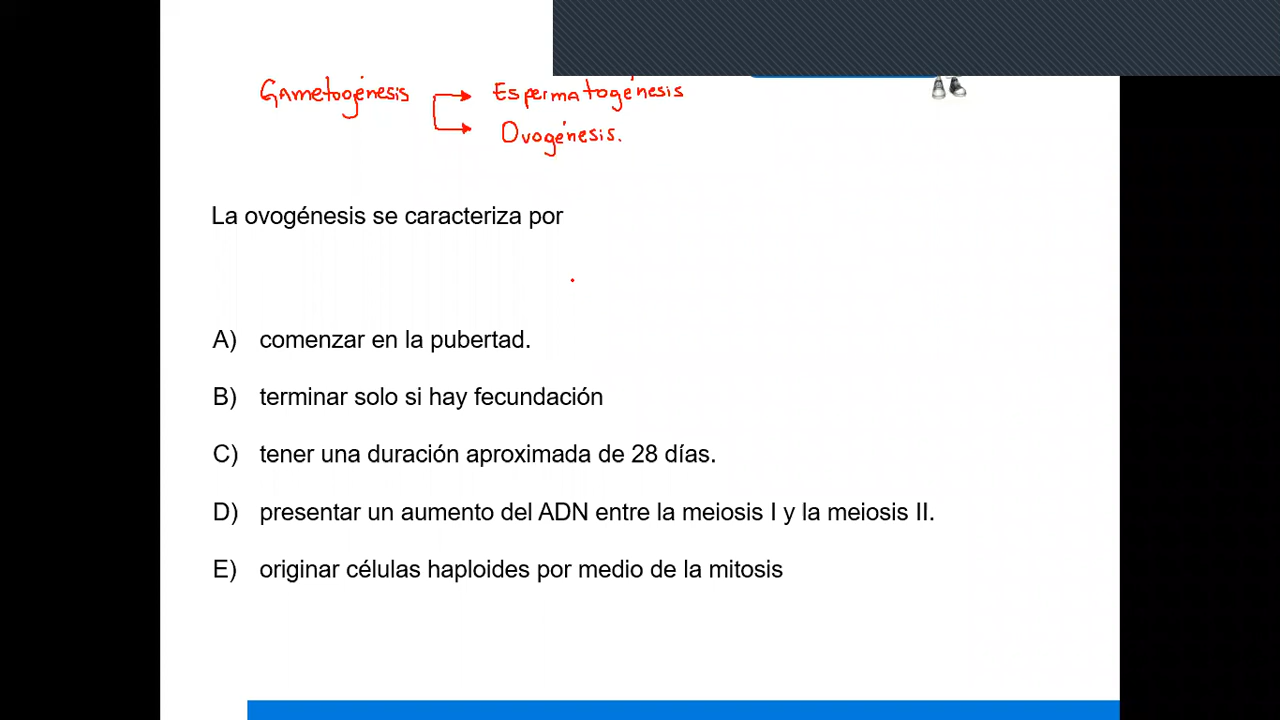 Gametogénesis
Espermatogénesis
Ovogénesis.
La ovogénesis se caracteriza por
A) comenzar en la pubertad.
B) terminar solo si hay fecundación
C) tener una duración aproximada de 28 días.
D) presentar un aumento del ADN entre la meiosis I y la meiosis II.
E) originar células haploides por medio de la mitosis